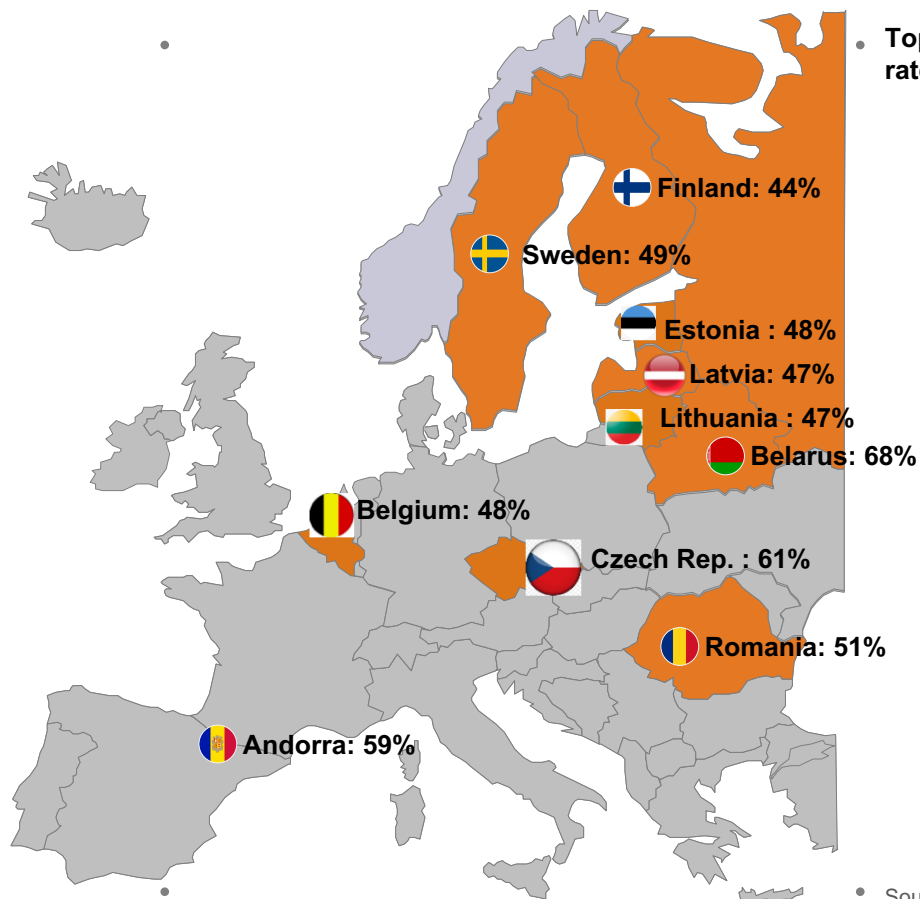 Top
rate
Finland: 44%
Sweden: 49%
Estonia : 48%
Latvia: 47%
Lithuania : 47%
Belarus: 68%
Belgium: 48%
Czech Rep. : 61%
Romania: 51%
Andorra: 59%
Sou